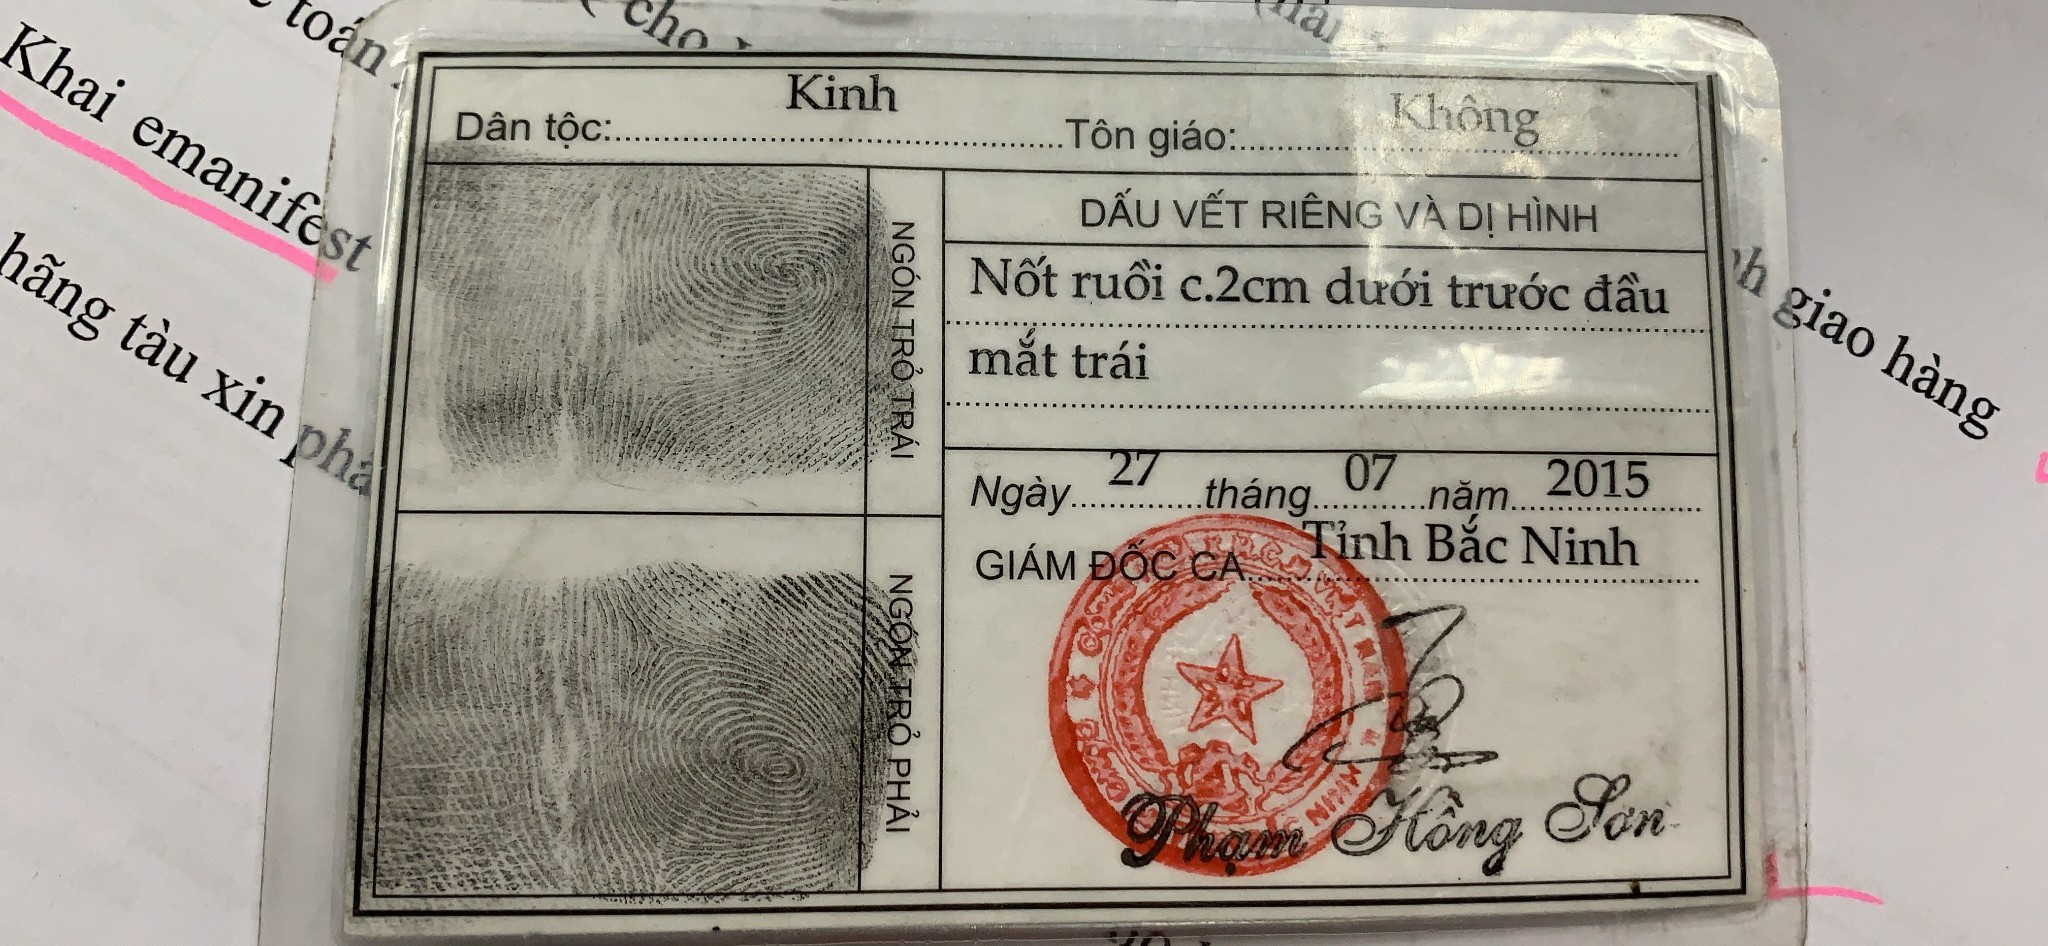 toán
cho
Khai emanifest
hãng tàu xin phá
Dân tộc: Kinh Tôn giáo: Không
NGÓN TRỎ TRÁI
NGÓN TRỎ PHẢI
DẤU VẾT RIÊNG VÀ DỊ HÌNH
Nốt ruồi c.2cm dưới trước đầu
mắt trái
Ngày 27 tháng 07 năm 2015
GIÁM ĐỐC CA Tỉnh Bắc Ninh
Phạm Hồng Sơn
giao hàng